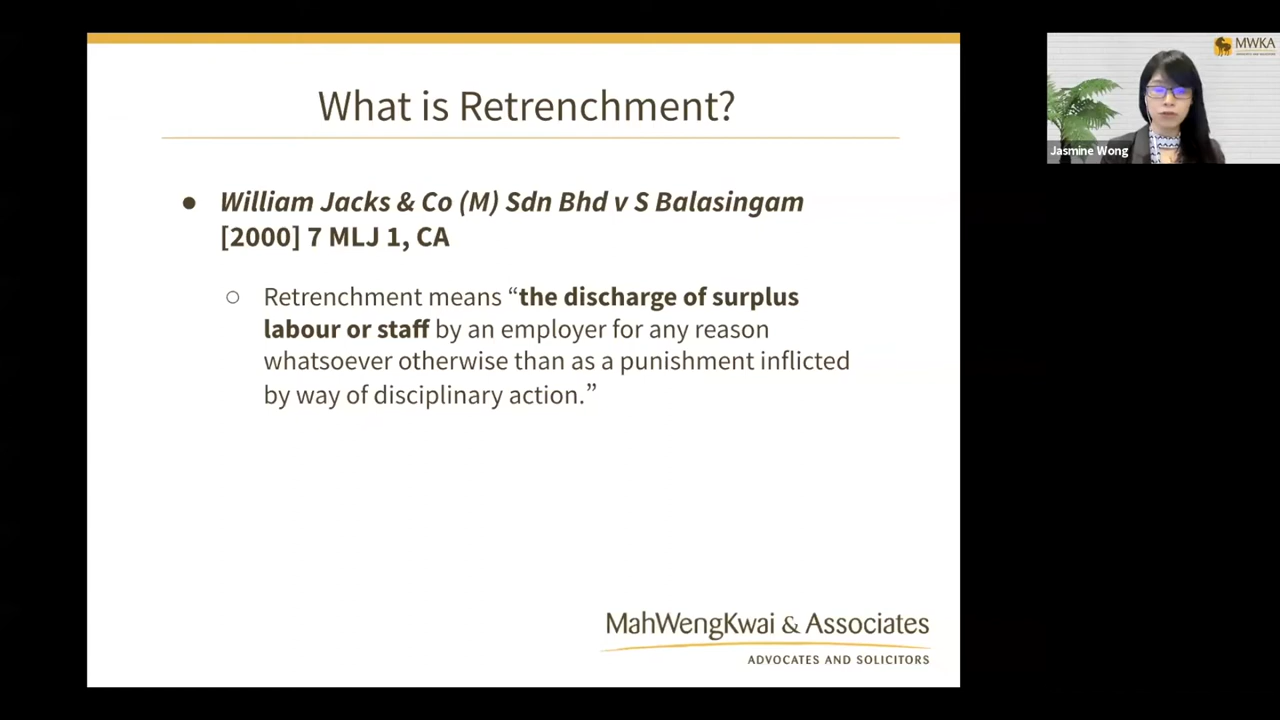 What is Retrenchment?
● William Jacks & Co (M) Sdn Bhd v S Balasingam
[2000] 7 MLJ 1, CA
○ Retrenchment means “the discharge of surplus
labour or staff by an employer for any reason
whatsoever otherwise than as a punishment inflicted
by way of disciplinary action.”
MahWengKwai & Associates
ADVOCATES AND SOLICITORS
MWKA
Jasmine Wong